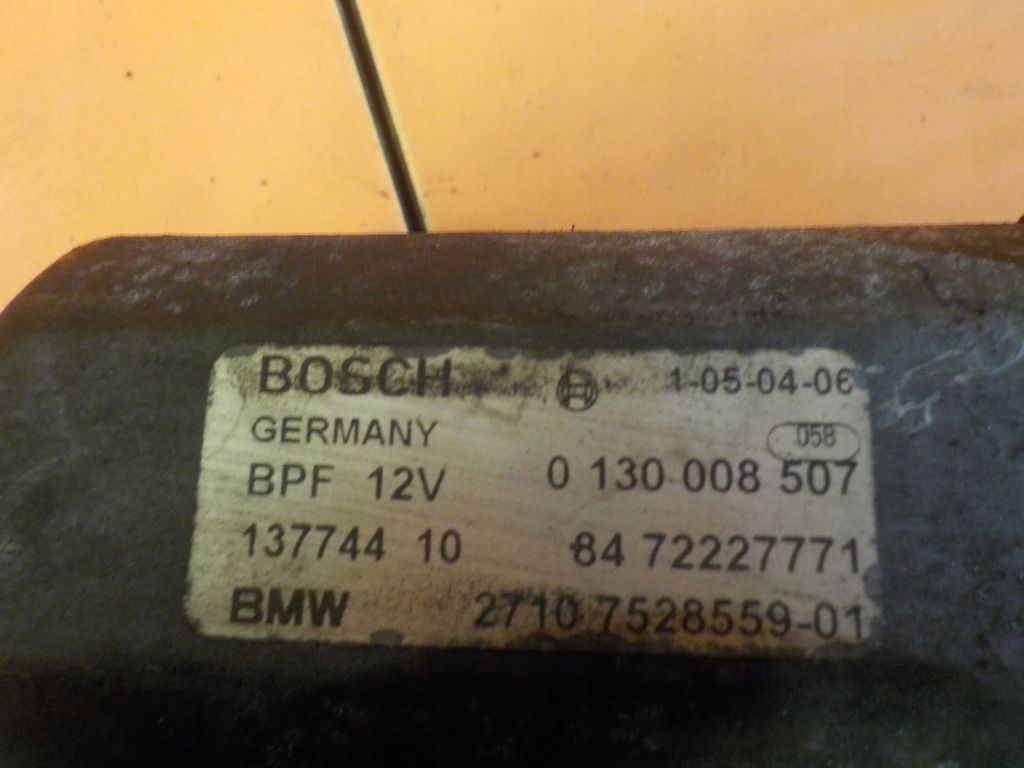 BOSCH 1-05-04-06
GERMANY 058
BPF 12V 0 130 008 507
137744 10 84 72227771
BMW 2710 7528559-01